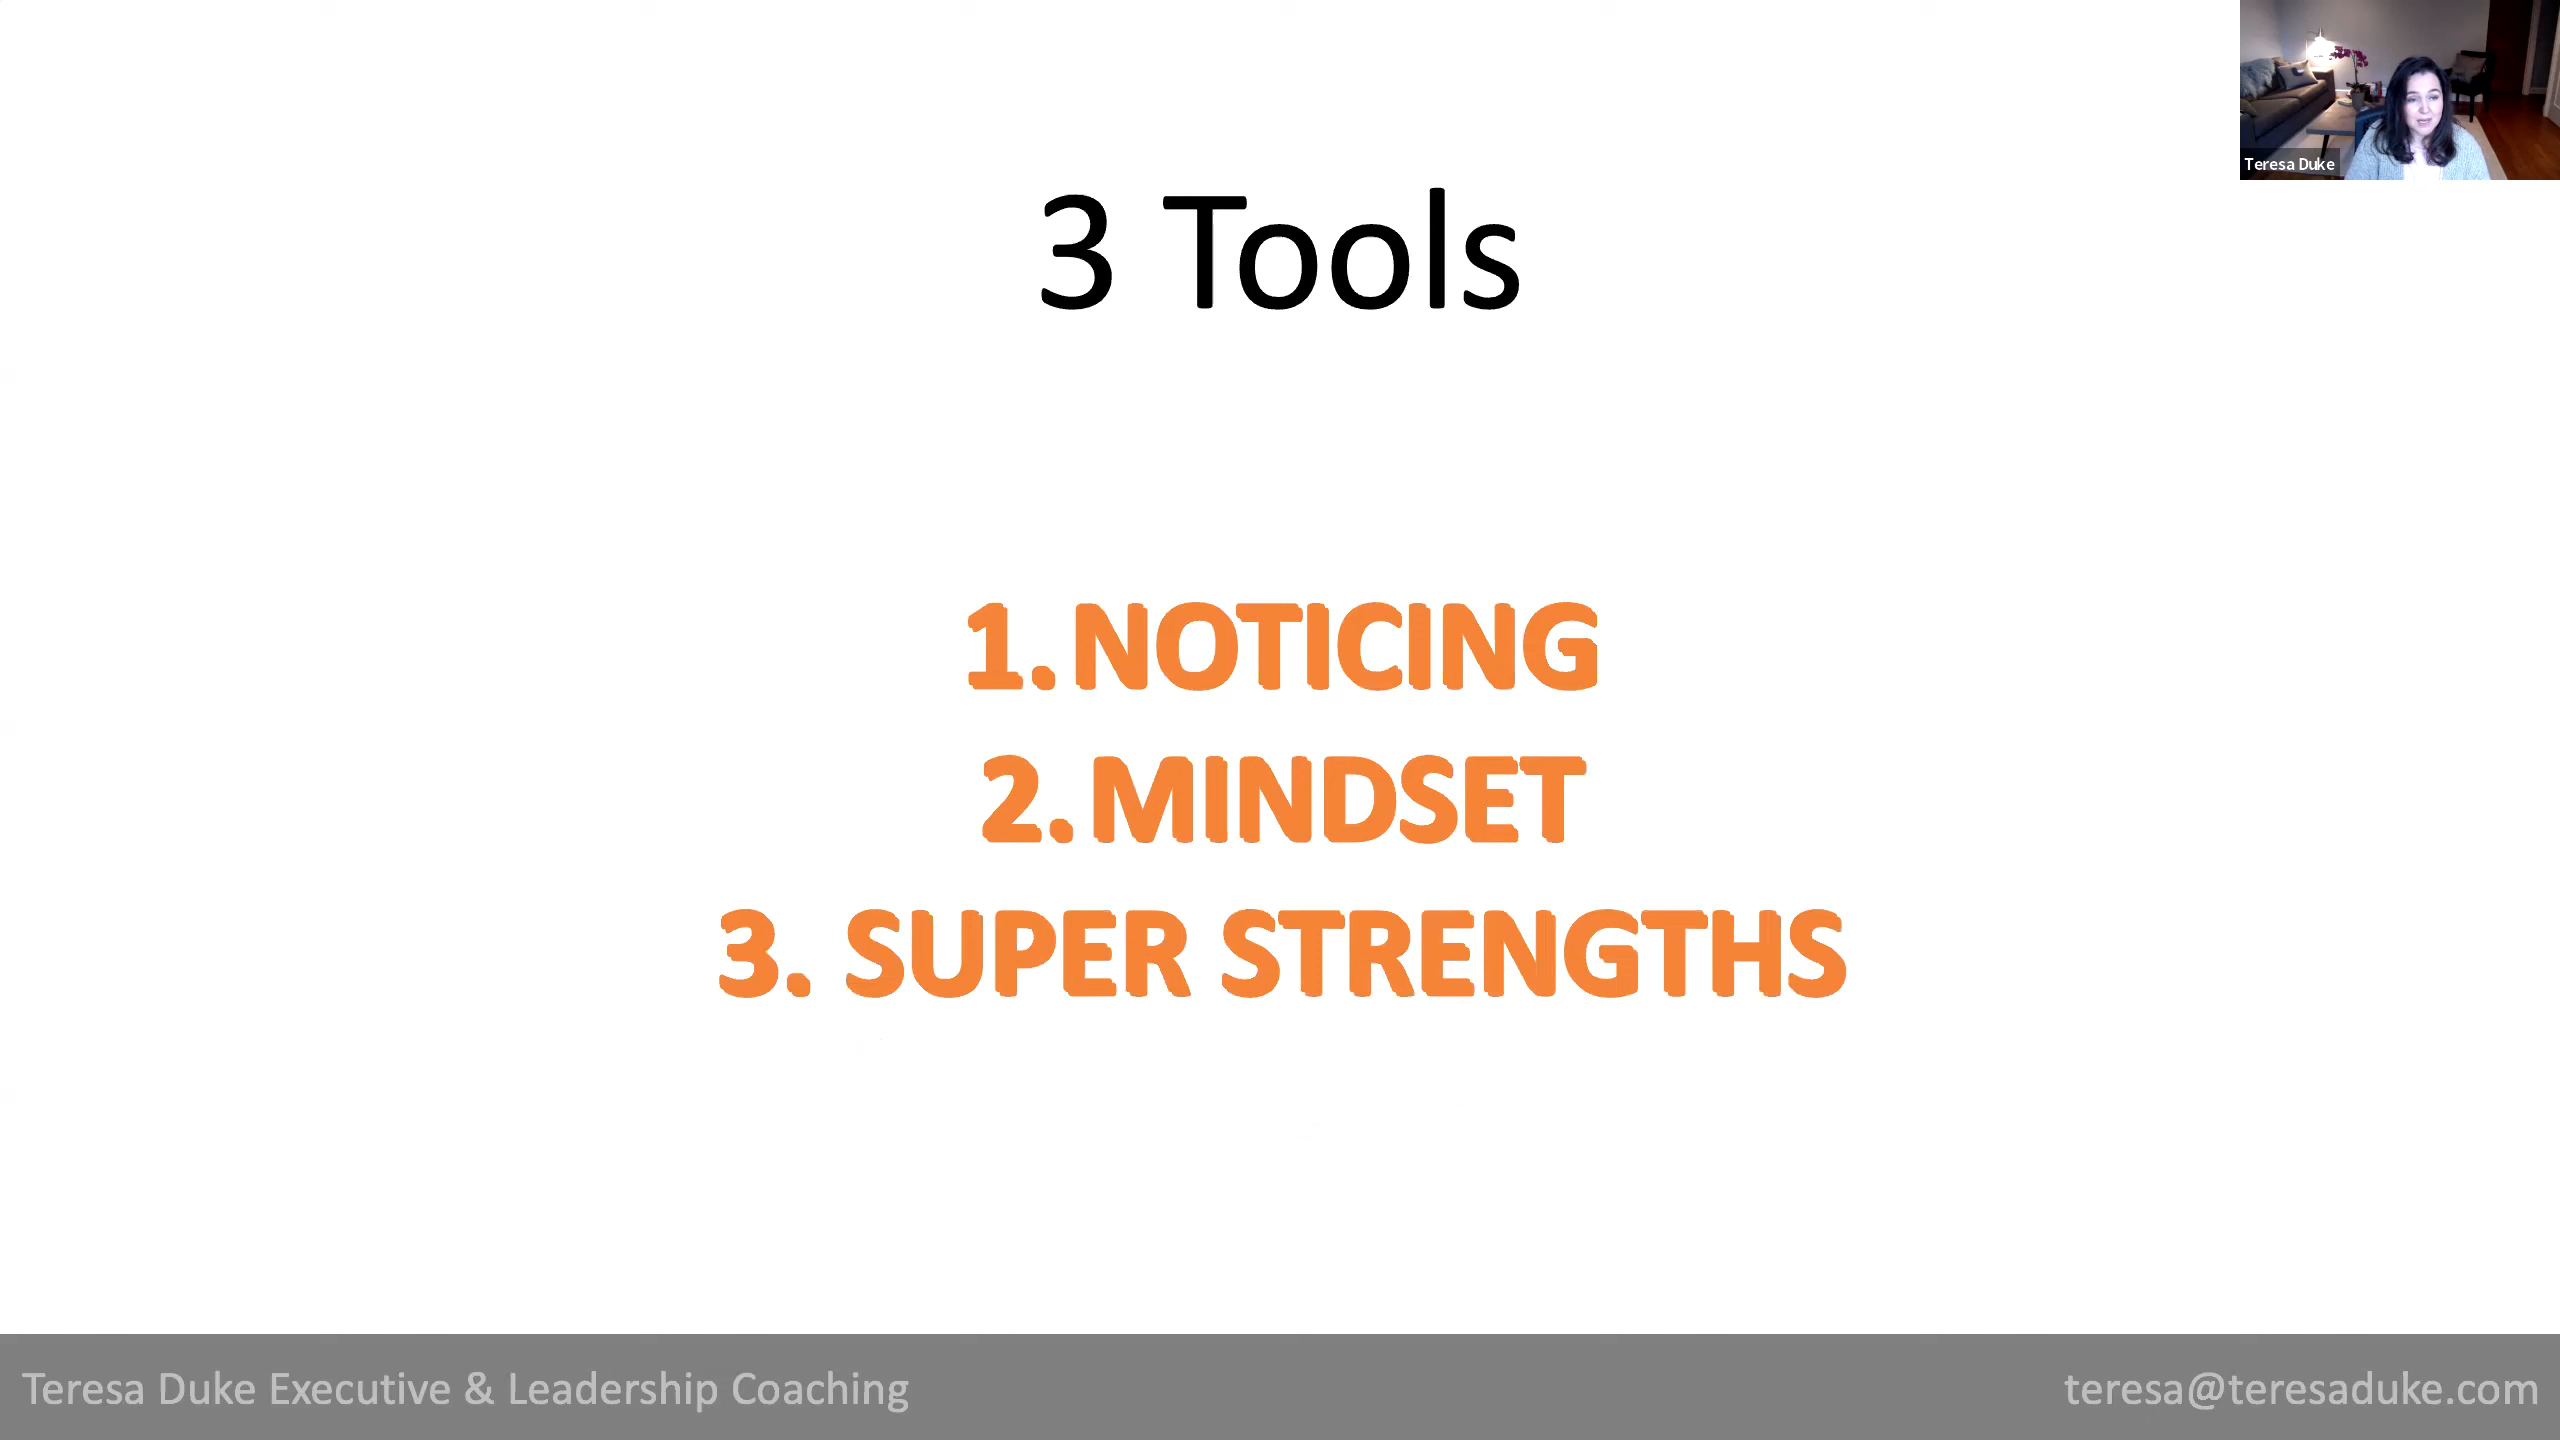 Teresa Duke
3 Tools
1. NOTICING
2. MINDSET
3. SUPER STRENGTHS
Teresa Duke Executive & Leadership Coaching
teresa@teresaduke.com